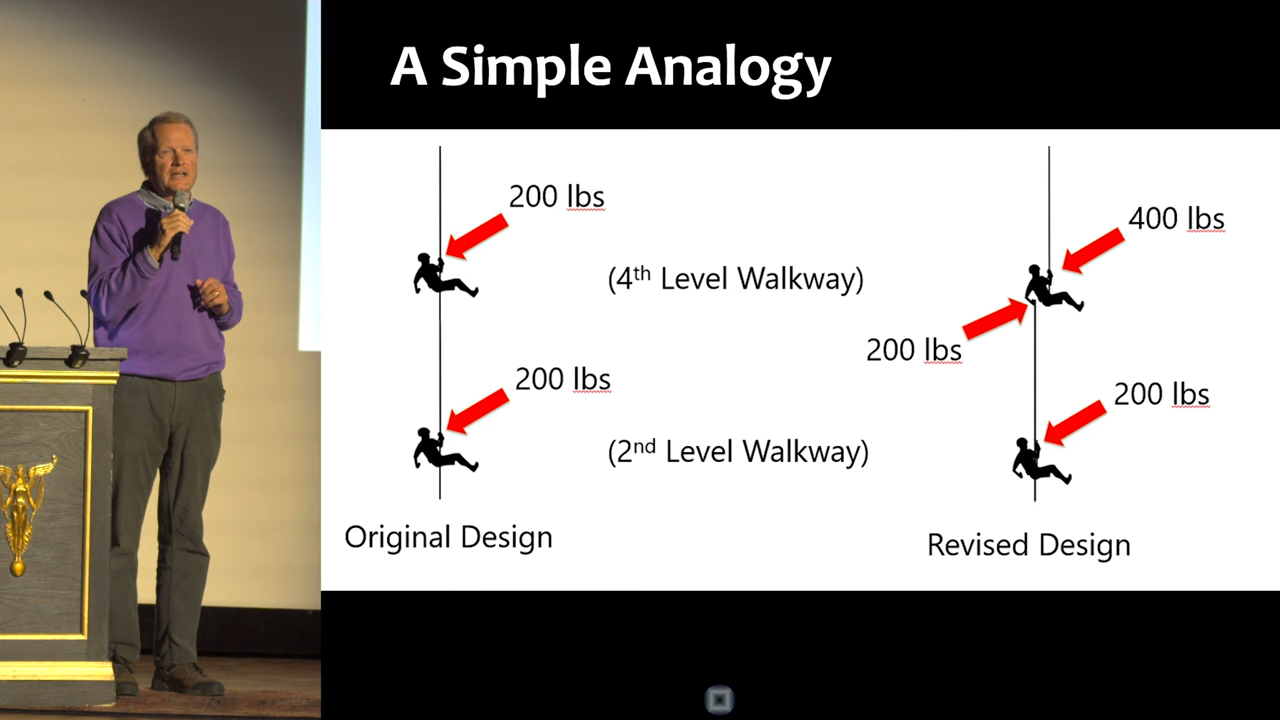 A Simple Analogy
200 lbs
400 lbs
(4th Level Walkway)
200 lbs
200 lbs
200 lbs
(2nd Level Walkway)
Original Design
Revised Design